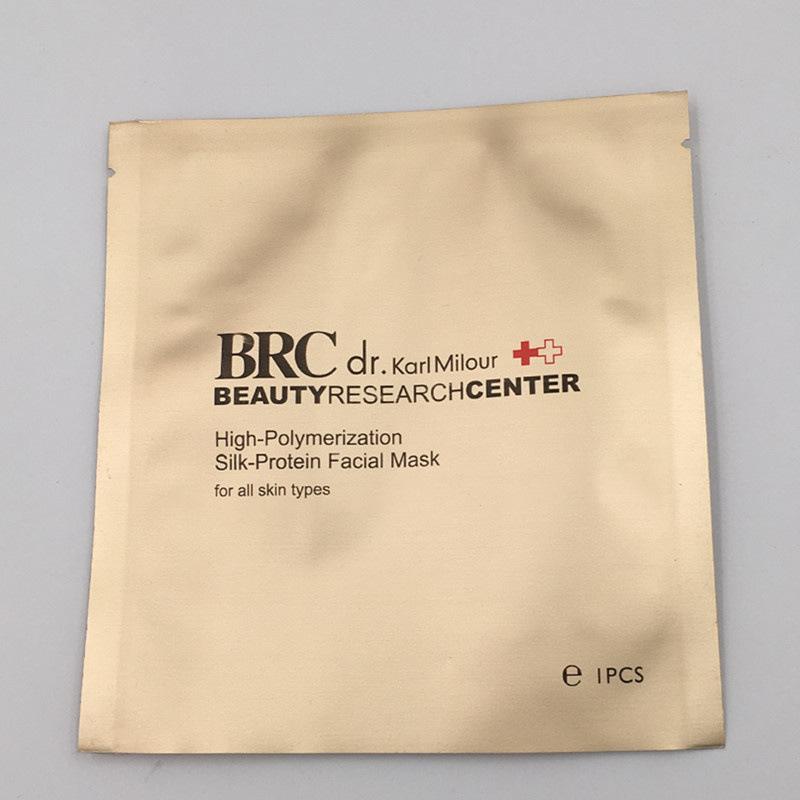 BRC dr. Karl Milour
BEAUTYRESEARCHCENTER
High-Polymerization
Silk-Protein Facial Mask
for all skin types
℮ 1PCS